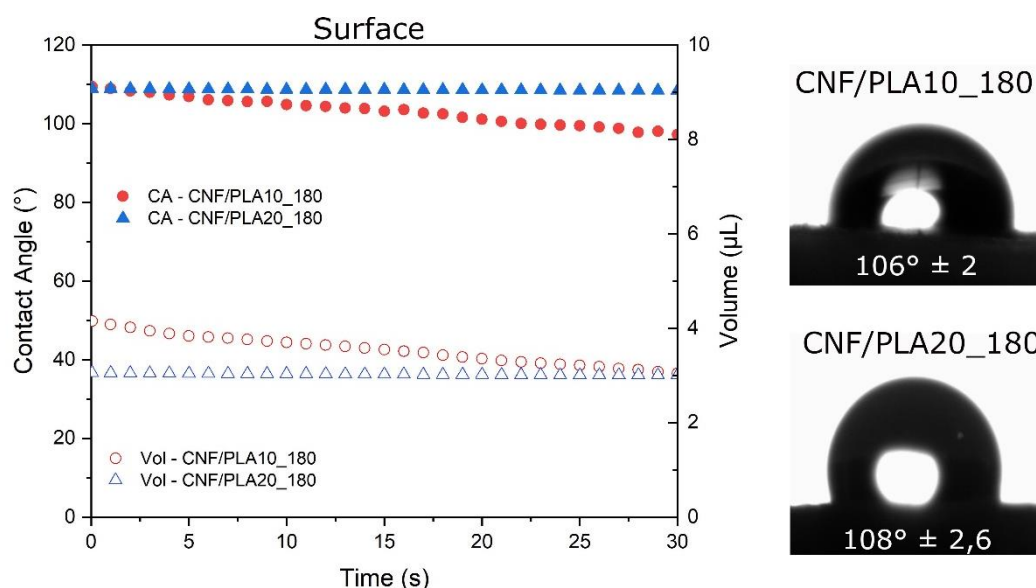 Surface
120
100
80
60
40
20
0
Contact Angle (°)
CA - CNF/PLA10_180
CA - CNF/PLA20_180
Vol - CNF/PLA10_180
Vol - CNF/PLA20_180
0 5 10 15 20 25 30
Time (s)
10
8
6
4
2
0
Volume (µL)
CNF/PLA10_180
106° ± 2
CNF/PLA20_180
108° ± 2,6